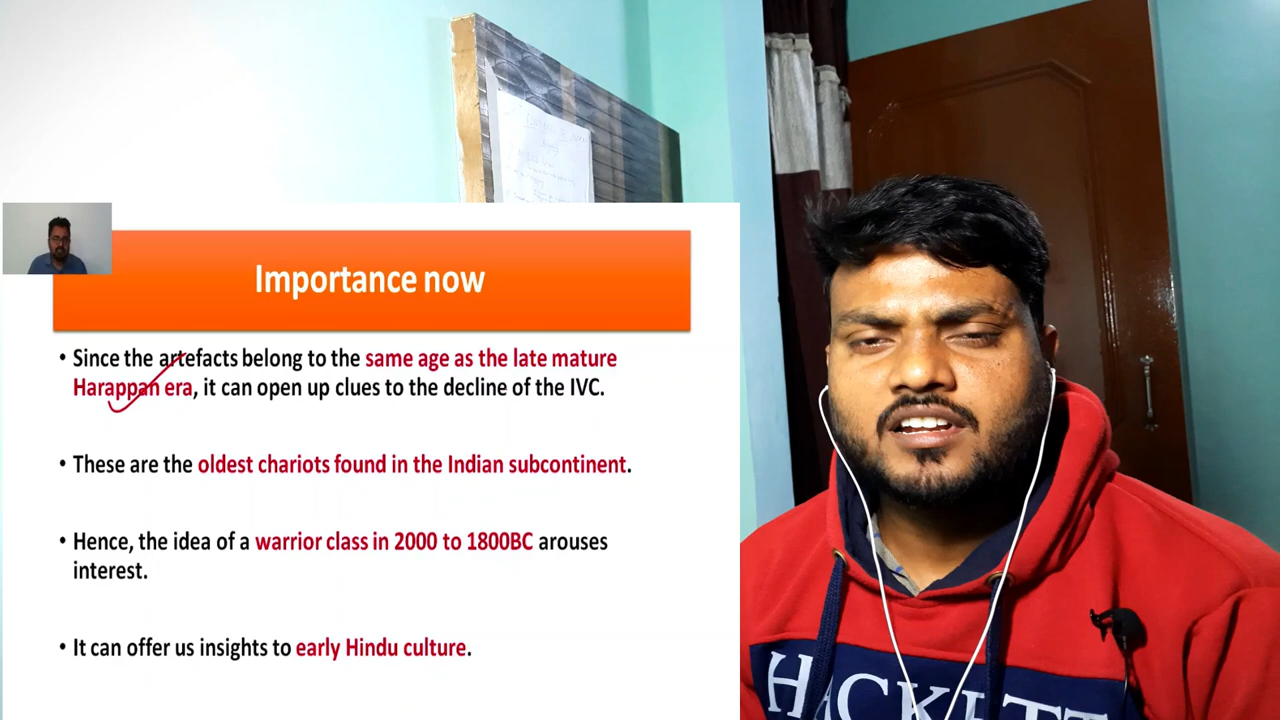 Importance now
• Since the artefacts belong to the same age as the late mature
Harappan era, it can open up clues to the decline of the IVC.
• These are the oldest chariots found in the Indian subcontinent.
• Hence, the idea of a warrior class in 2000 to 1800BC arouses
interest.
• It can offer us insights to early Hindu culture.
HACKETT